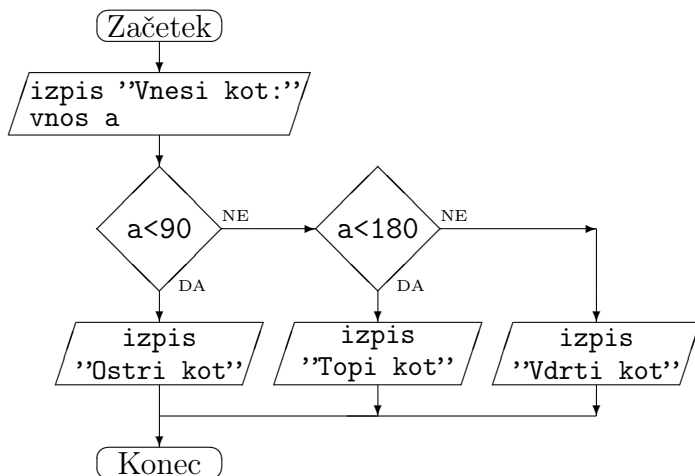 Začetek
izpis ”Vnesi kot:”
vnos a
a<90
NE
a<180
NE
DA
DA
izpis
”Ostri kot”
izpis
”Topi kot”
izpis
”Vdrti kot”
Konec